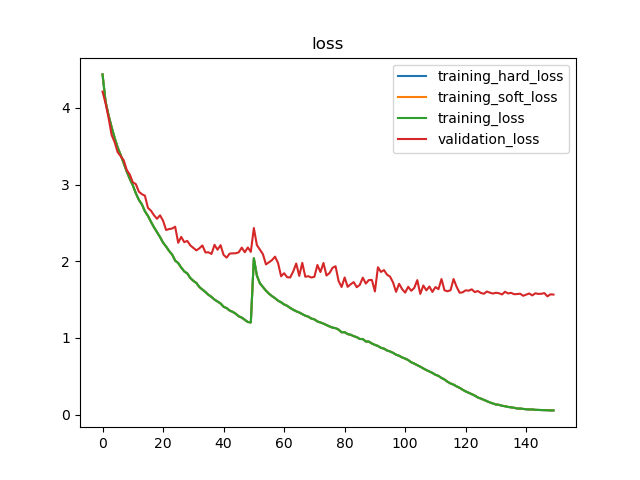 loss
training_hard_loss
training_soft_loss
training_loss
validation_loss
4
3
2
1
0
0 20 40 60 80 100 120 140